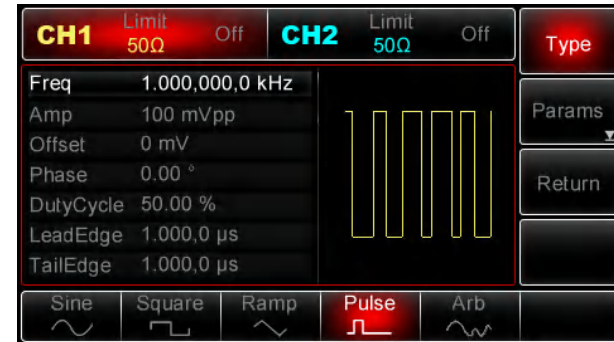 CH1 Limit 50Ω Off CH2 Limit 50Ω Off
Type
Freq 1.000,000,0 kHz
Amp 100 mVpp
Params
Offset 0 mV
Phase 0.00 °
Return
DutyCycle 50.00 %
LeadEdge 1.000,0 µs
TailEdge 1.000,0 µs
Sine Square Ramp Pulse Arb